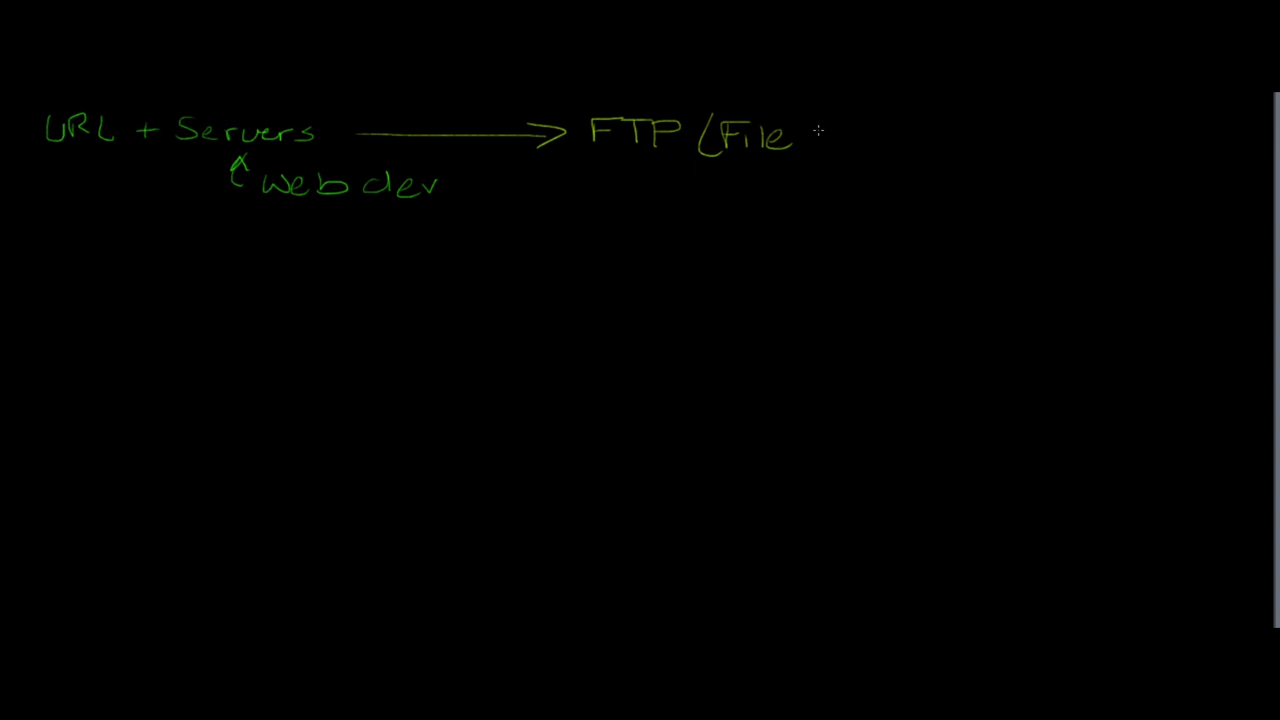 URL + Servers → FTP (File
web dev